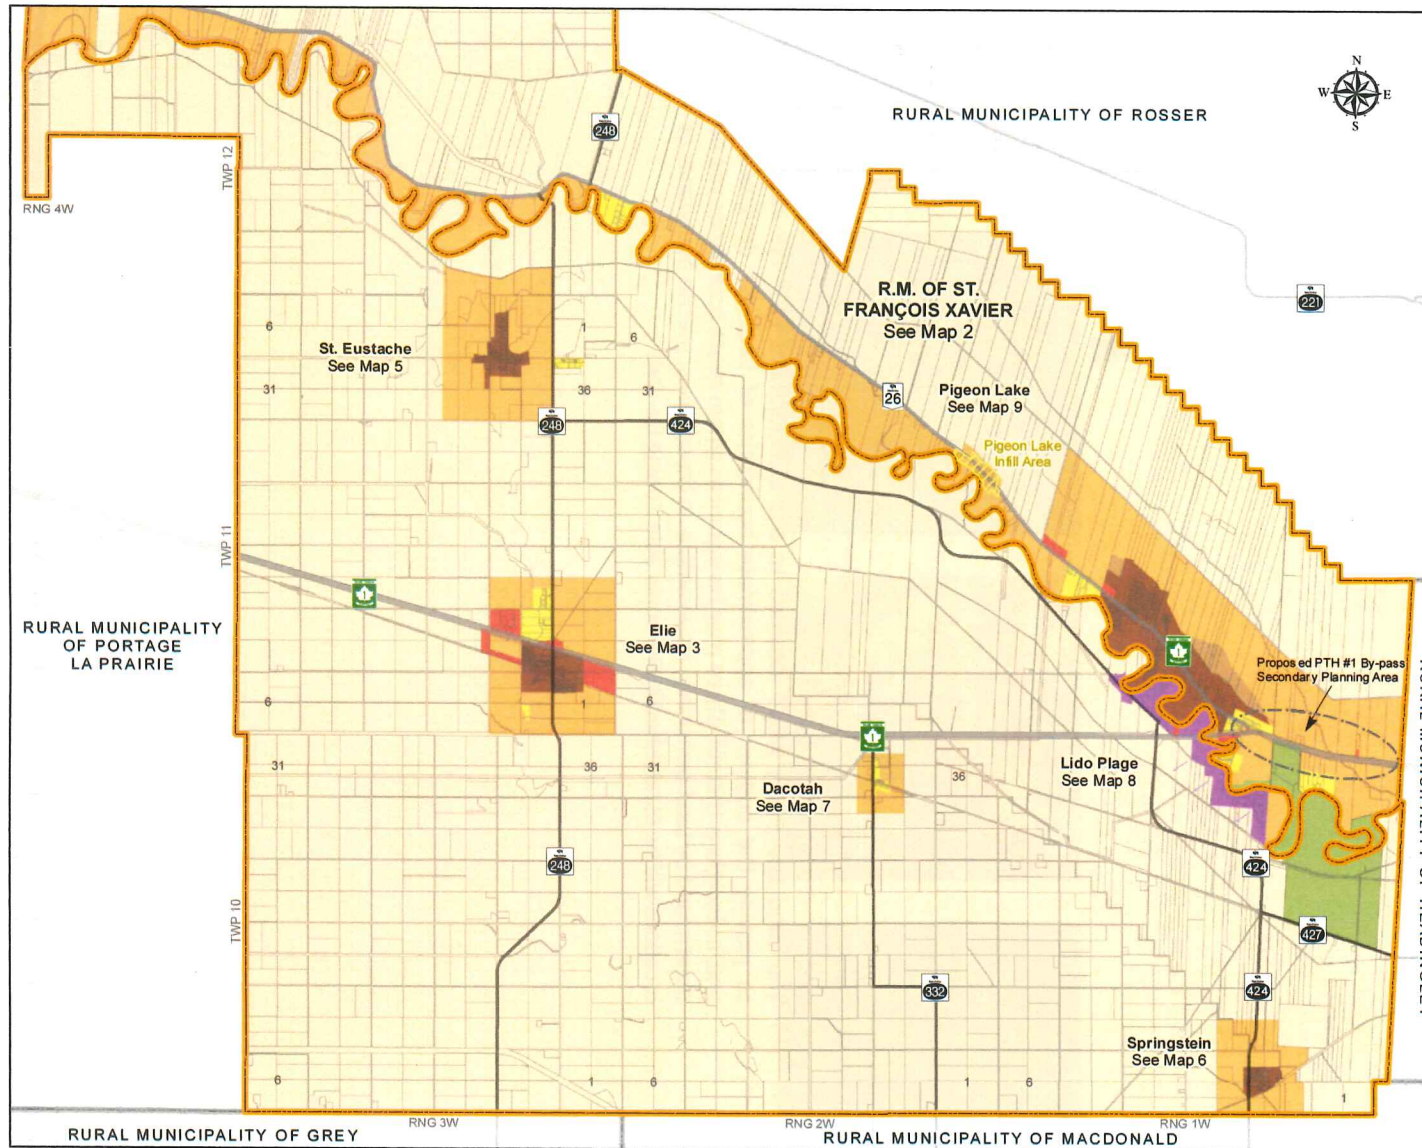 N
W E
S
RURAL MUNICIPALITY OF ROSSER
248
TWP 12
RNG 4W
R.M. OF ST.
FRANÇOIS XAVIER
See Map 2
221
6
1
6
St. Eustache
See Map 5
31
36
31
26
Pigeon Lake
See Map 9
248
424
Pigeon Lake
Infill Area
TWP 11
1
RURAL MUNICIPALITY
OF PORTAGE
LA PRAIRIE
Elie
See Map 3
1
Proposed PTH #1 By-pass
Secondary Planning Area
6
1
6
1
31
36
31
36
Dacotah
See Map 7
Lido Plage
See Map 8
248
424
TWP 10
427
332
424
Springstein
See Map 6
6
1
6
1
6
1
RNG 3W
RNG 2W
RNG 1W
RURAL MUNICIPALITY OF GREY
RURAL MUNICIPALITY OF MACDONALD